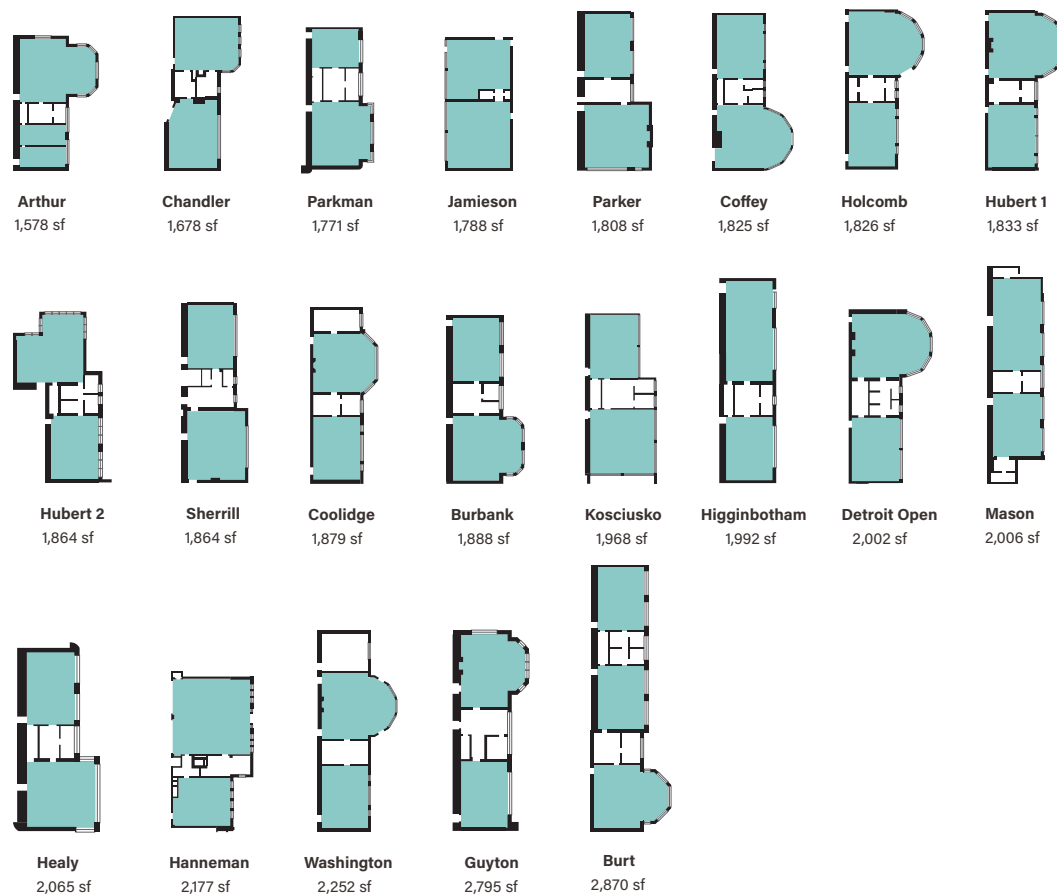 Arthur
1,578 sf
Chandler
1,678 sf
Parkman
1,771 sf
Jamieson
1,788 sf
Parker
1,808 sf
Coffey
1,825 sf
Holcomb
1,826 sf
Hubert 1
1,833 sf
Hubert 2
1,864 sf
Sherrill
1,864 sf
Coolidge
1,879 sf
Burbank
1,888 sf
Kosciusko
1,968 sf
Higginbotham
1,992 sf
Detroit Open
2,002 sf
Mason
2,006 sf
Healy
2,065 sf
Hanneman
2,177 sf
Washington
2,252 sf
Guyton
2,795 sf
Burt
2,870 sf